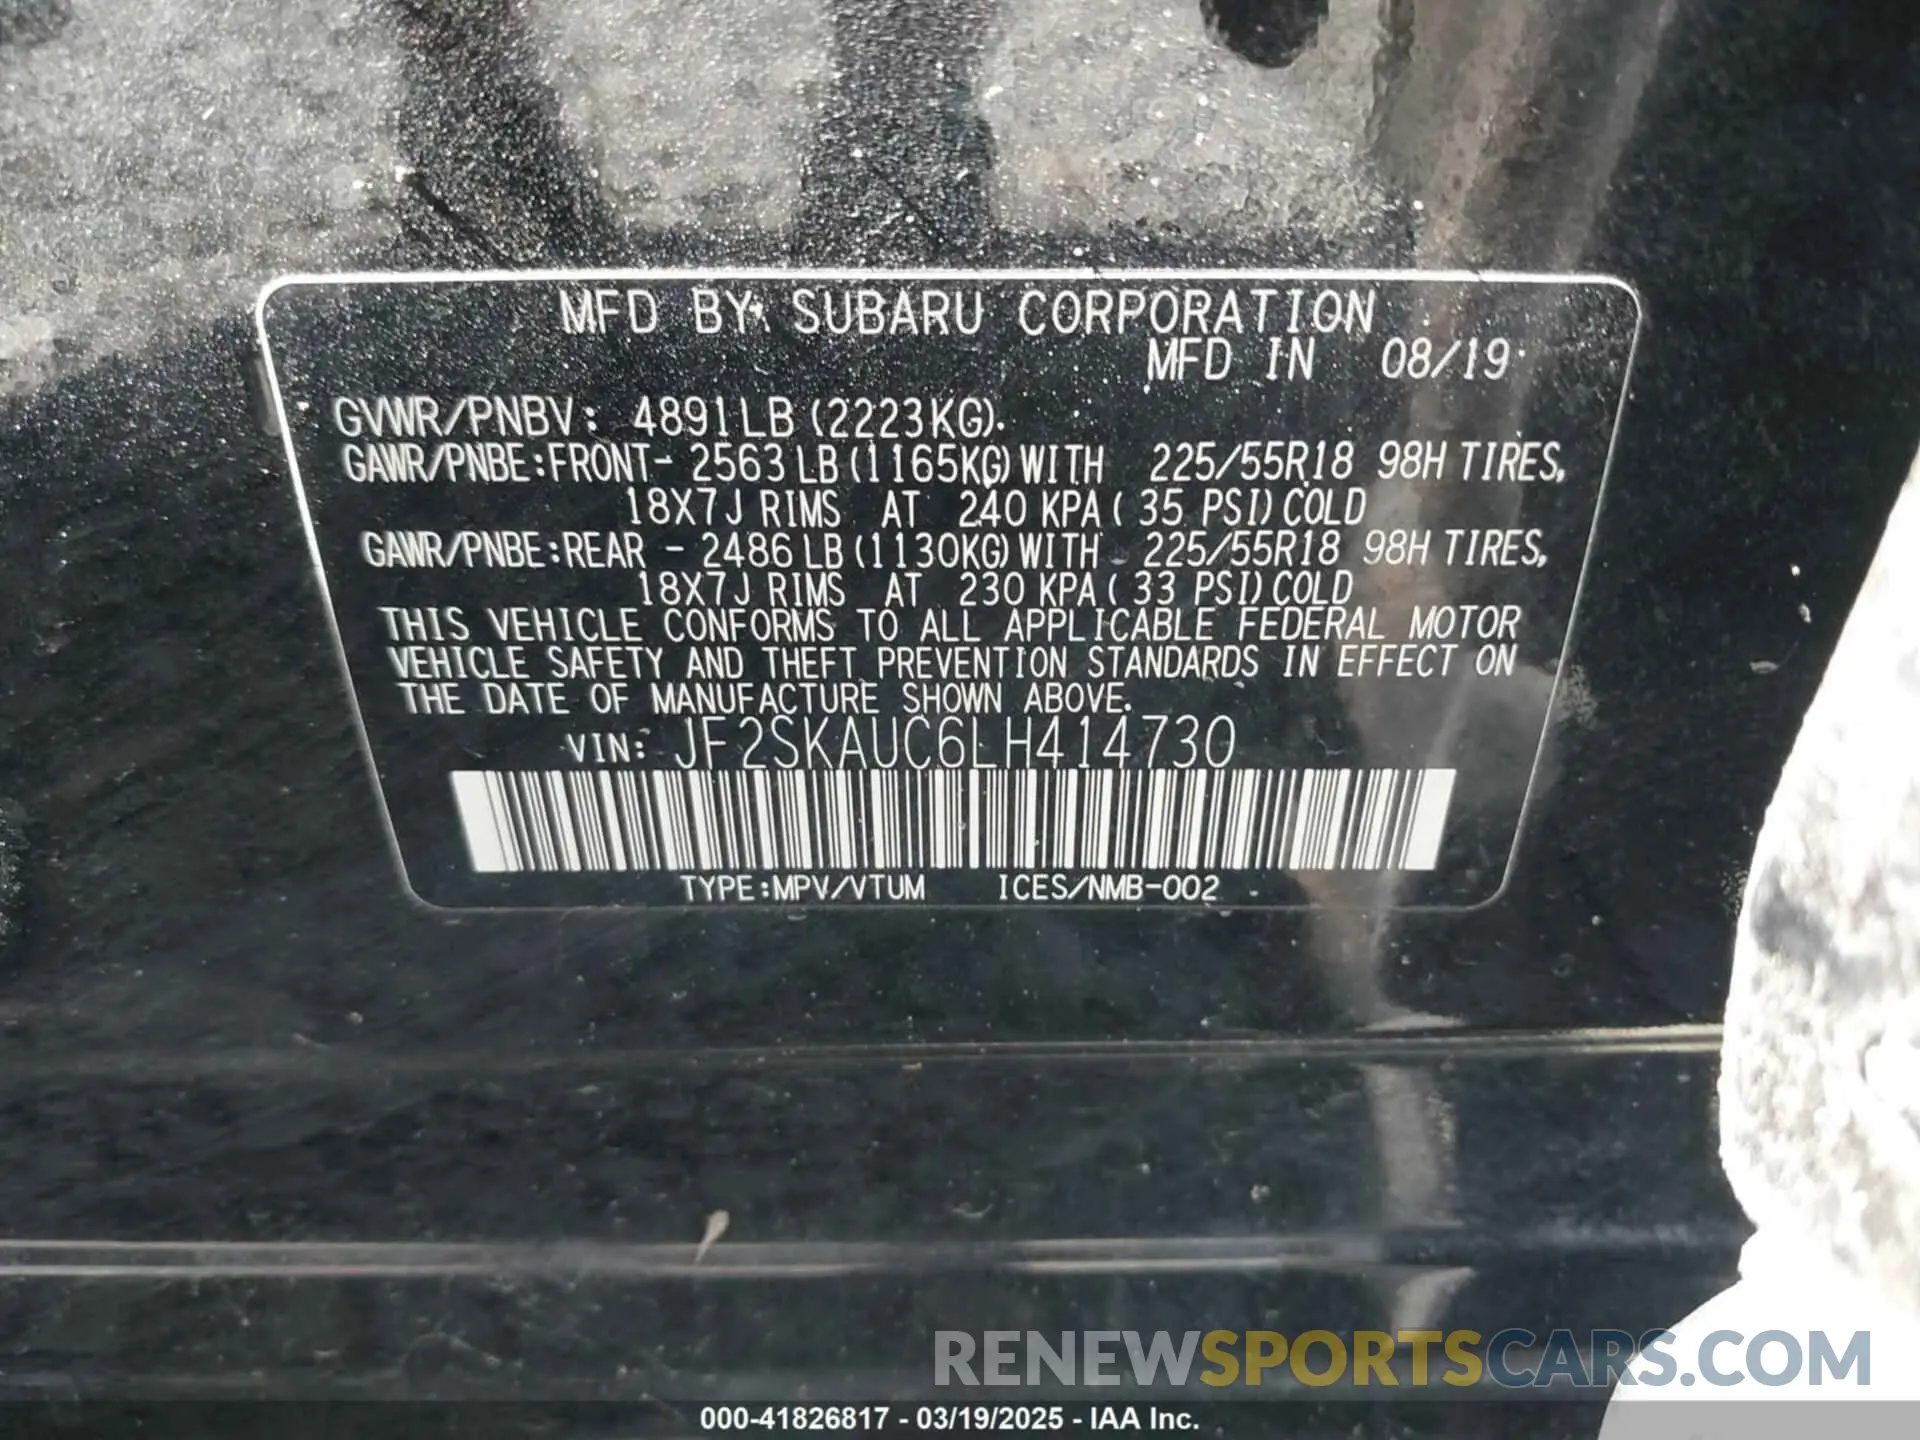 MFD BY: SUBARU CORPORATION
MFD IN 08/19
GVWR/PNBV: 4891LB (2223KG).
GAWR/PNBE:FRONT- 2563 LB (1165KG) WITH 225/55R18 98H TIRES,
18X7J RIMS AT 240 KPA ( 35 PSI) COLD
GAWR/PNBE:REAR - 2486 LB (1130KG) WITH 225/55R18 98H TIRES,
18X7J RIMS AT 230 KPA ( 33 PSI) COLD
THIS VEHICLE CONFORMS TO ALL APPLICABLE FEDERAL MOTOR
VEHICLE SAFETY AND THEFT PREVENTION STANDARDS IN EFFECT ON
THE DATE OF MANUFACTURE SHOWN ABOVE.
VIN: JF2SKAUC6LH414730
TYPE:MPV/VTUM ICES/NMB-002
RENEWSPORTSCARS.COM
000-41826817 - 03/19/2025 - IAA Inc.